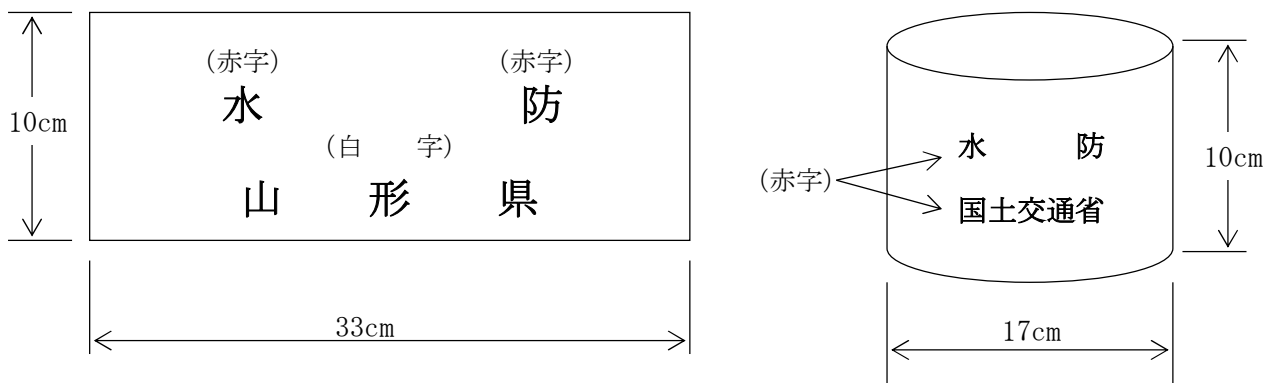 (赤字) (赤字)
水 防
(白 字)
山 形 県
10cm
33cm
水 防
(赤字)
国土交通省
10cm
17cm